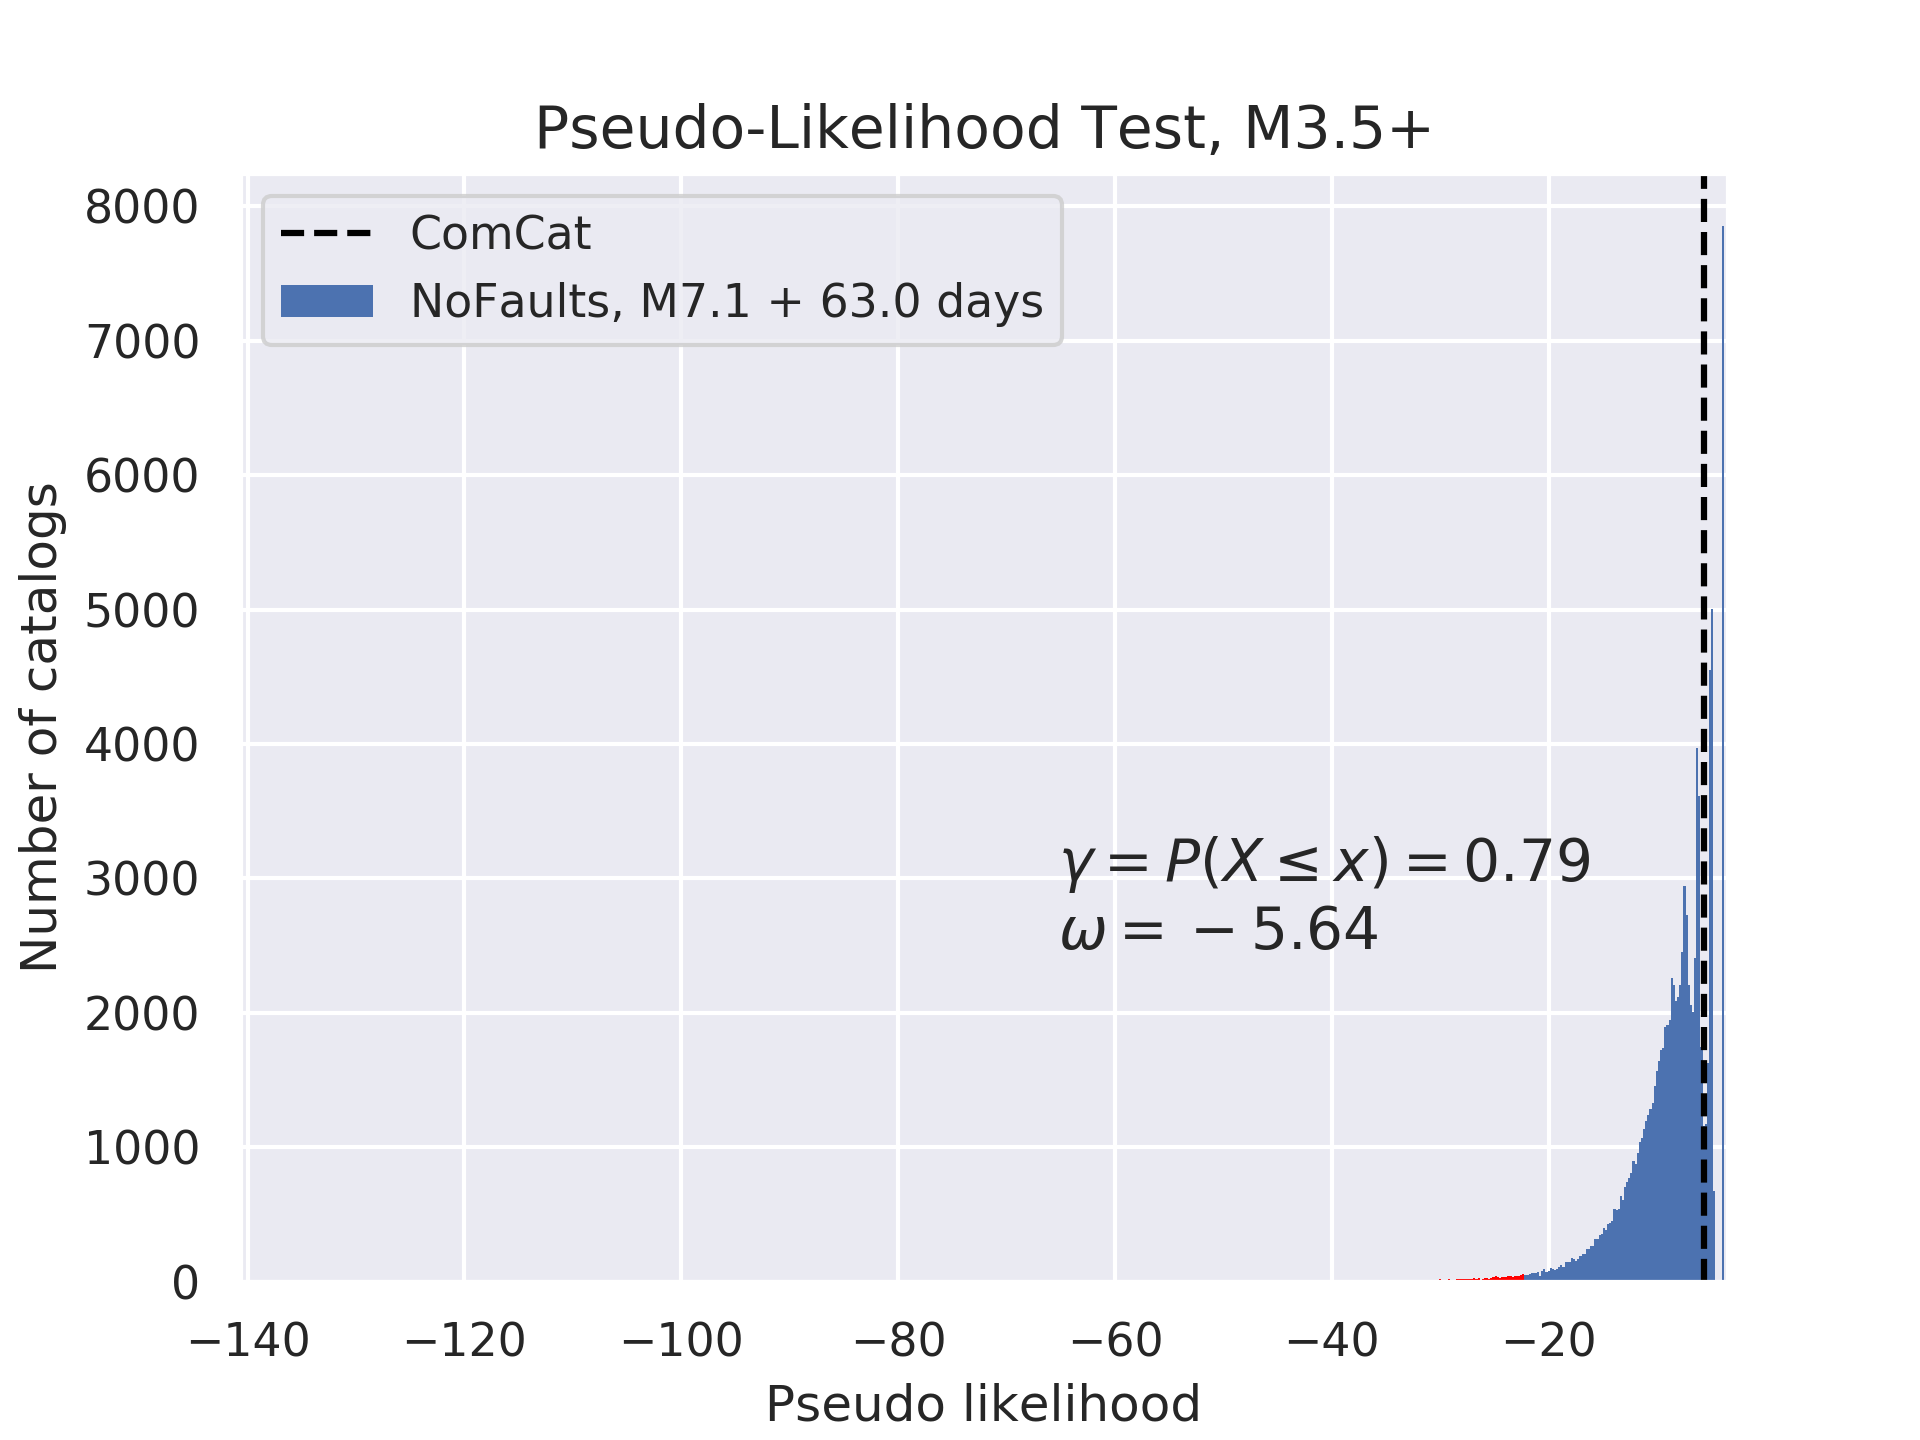 Pseudo-Likelihood Test, M3.5+
8000
7000
6000
5000
4000
3000
2000
1000
0
Number of catalogs
ComCat
NoFaults, M7.1 + 63.0 days
γ = P(X ≤ x) = 0.79
ω = − 5.64
−140 −120 −100 −80 −60 −40 −20
Pseudo likelihood